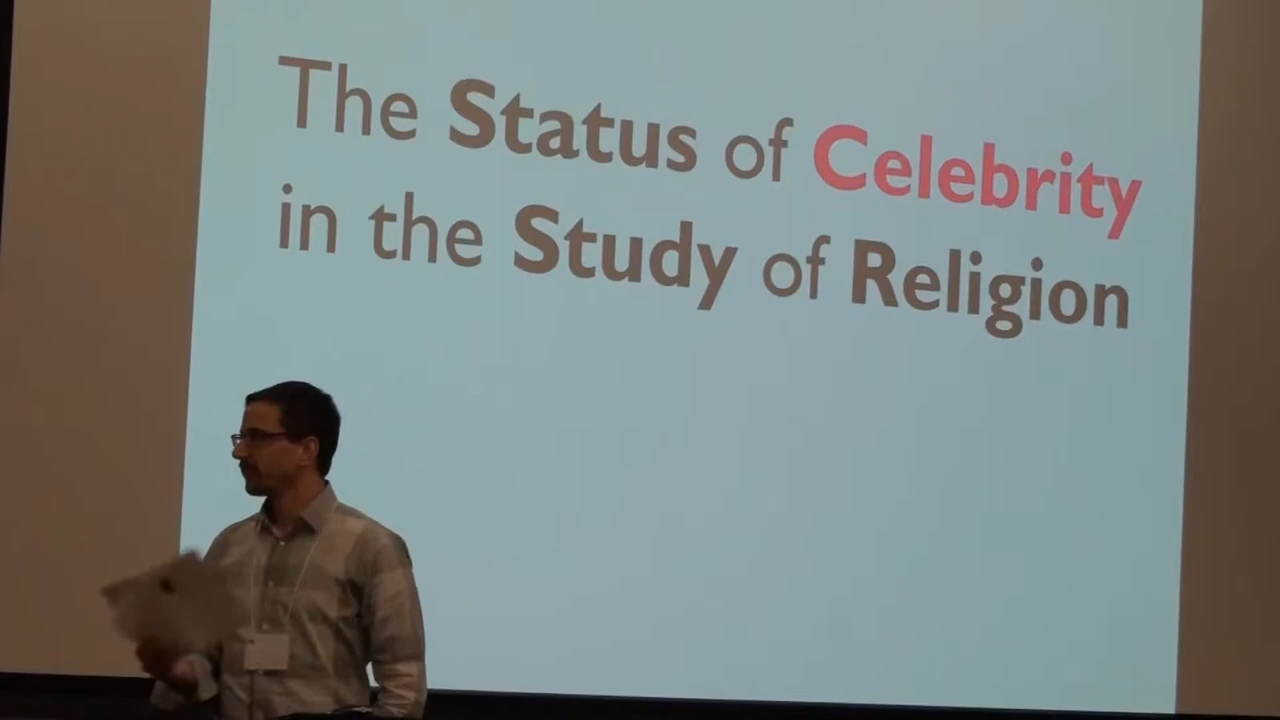 The Status of Celebrity
in the Study of Religion